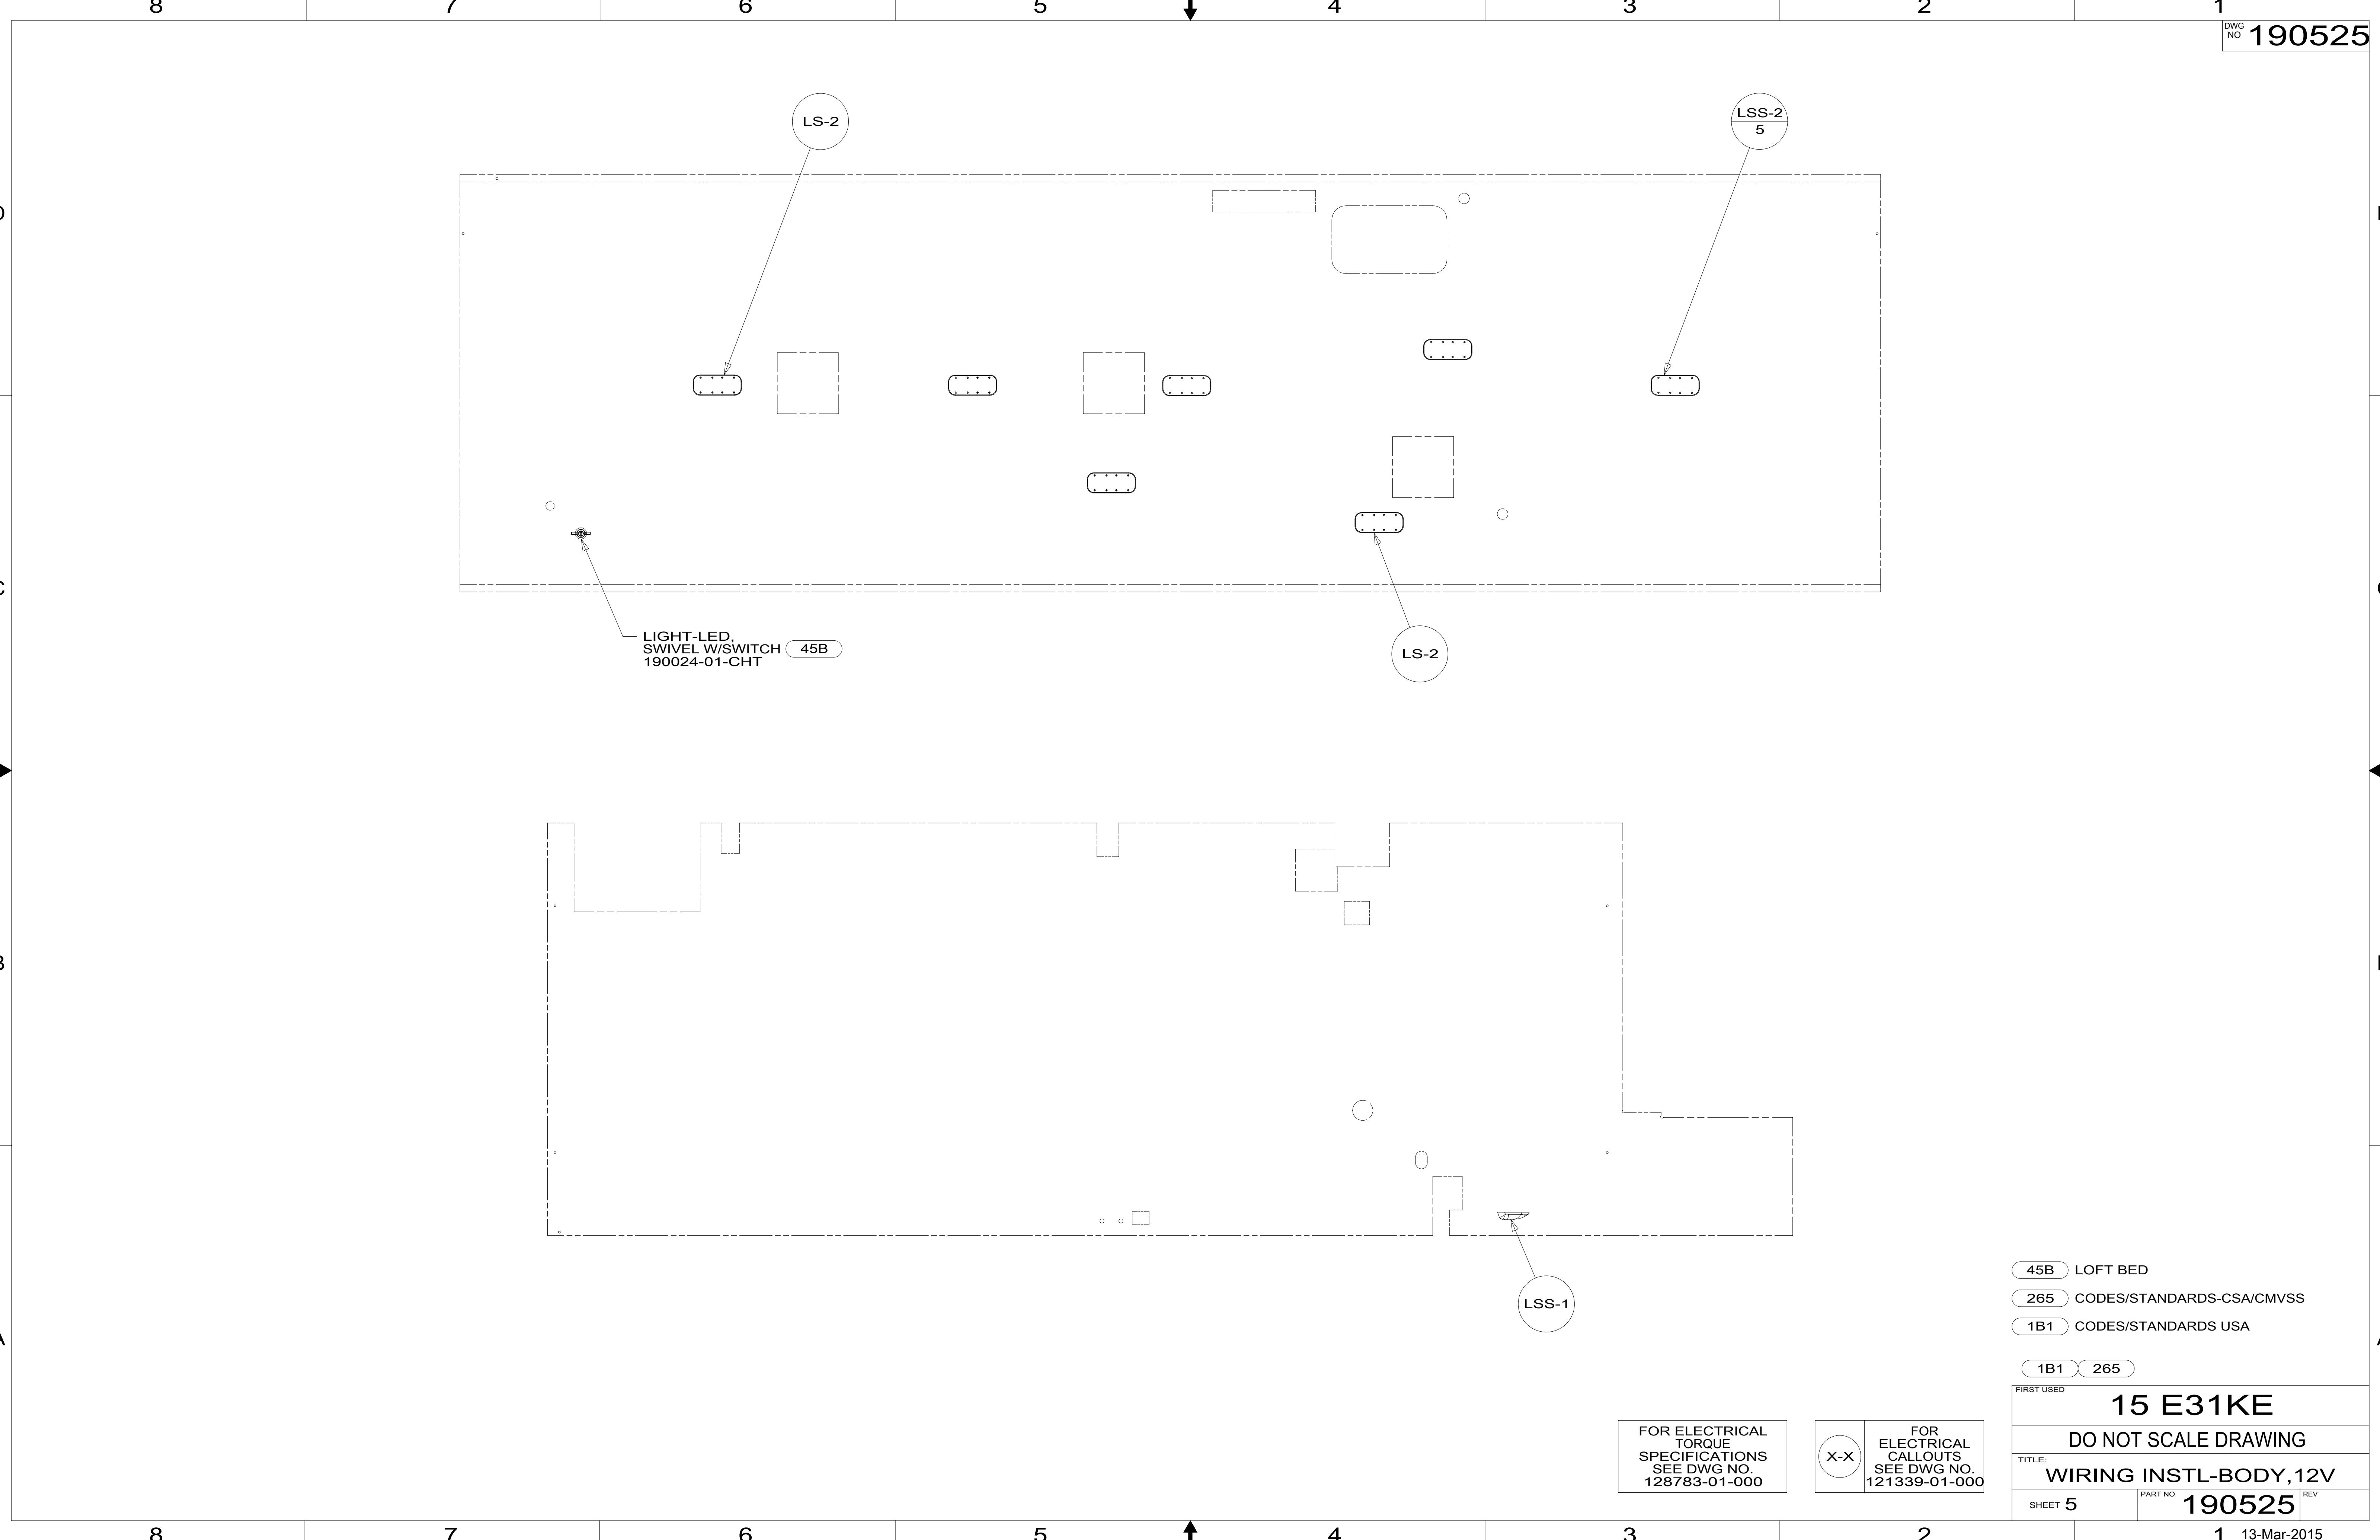 8 7 6 5 4 3 2 1
DWG
NO 190525
LS-2
LSS-2
5
D
C
LIGHT-LED,
SWIVEL W/SWITCH 45B
190024-01-CHT
LS-2
B
LSS-1
A
45B LOFT BED
265 CODES/STANDARDS-CSA/CMVSS
1B1 CODES/STANDARDS USA
1B1 265
FIRST USED
15 E31KE
DO NOT SCALE DRAWING
TITLE:
WIRING INSTL-BODY,12V
SHEET 5
PART NO 190525
REV
FOR ELECTRICAL
TORQUE
SPECIFICATIONS
SEE DWG NO.
128783-01-000
X-X
FOR
ELECTRICAL
CALLOUTS
SEE DWG NO.
121339-01-000
8 7 6 5 4 3 2 1
13-Mar-2015